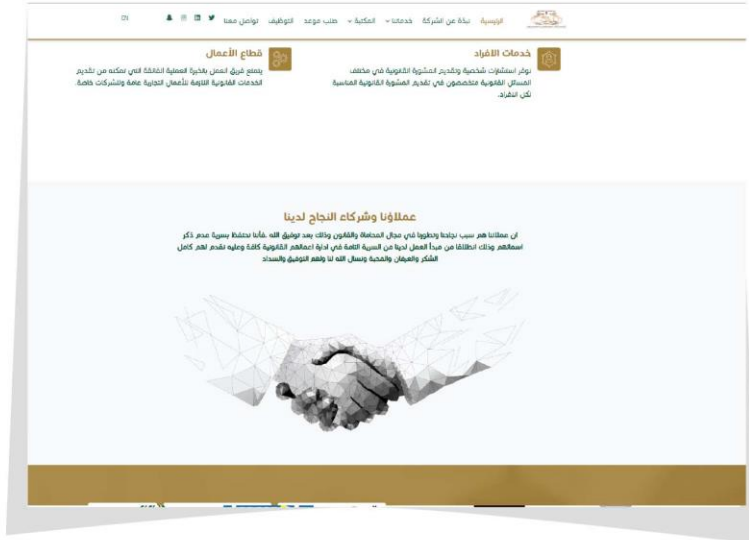 الرئيسية نبذة عن الشركة خدماتنا المكتبة طلب موعد التوظيف تواصل معنا EN
خدمات الأفراد
نوفر استشارات شخصية وتقديم المشورة القانونية في مختلف
المسائل القانونية متخصصون في تقديم المشورة القانونية المناسبة
لكل الأفراد.
قطاع الأعمال
يتمتع فريق العمل بالخبرة العملية الفائقة التي تمكنه من تقديم
الخدمات القانونية اللازمة للأعمال التجارية عامة وللشركات خاصة.
عملاؤنا وشركاء النجاح لدينا
ان عملائنا هم سبب نجاحنا وتطورنا في مجال المحاماة والقانون وذلك بعد توفيق الله .فأننا نحتفظ بسرية عدم ذكر
اسمائهم وذلك انطلاقا من مبدأ العمل لدينا من السرية التامة في ادارة اعمالهم القانونية كافة وعليه نقدم لهم كامل
الشكر والعرفان والمحبة ونسال الله لنا ولهم التوفيق والسداد